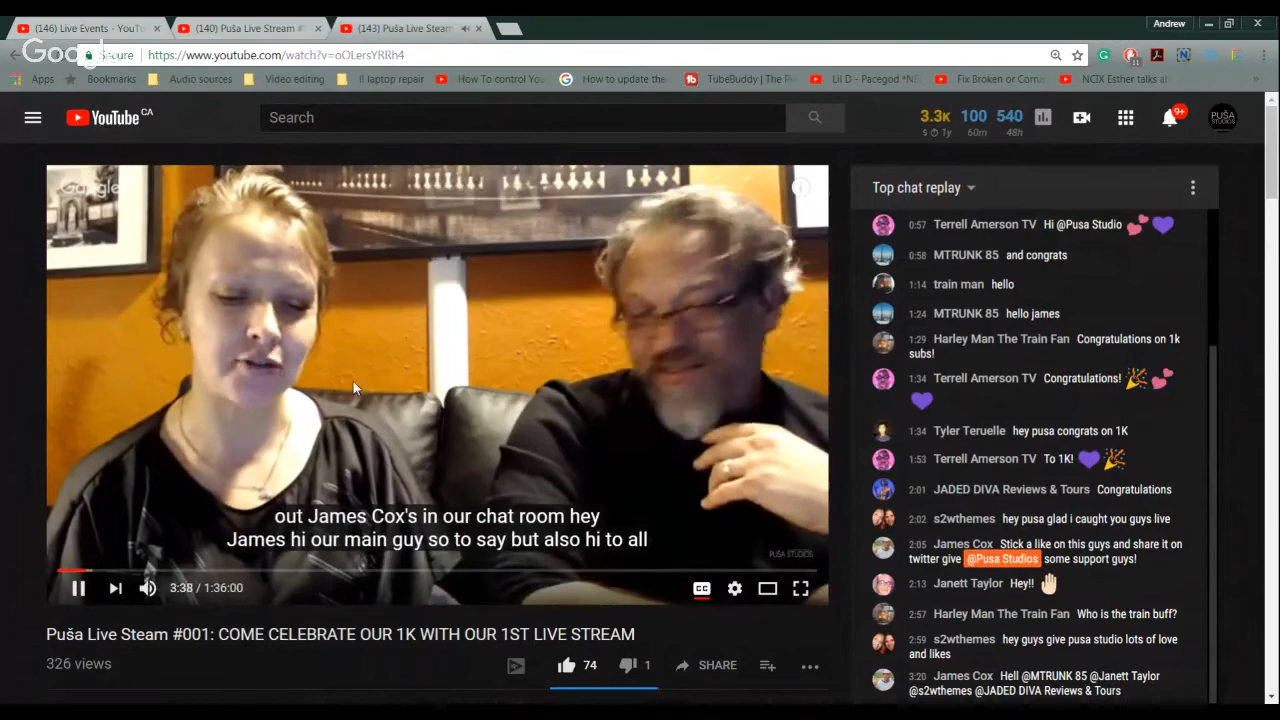 (146) Live Events - YouTu
(140) Puša Live Stream #
(143) Puša Live Steam
Andrew
Google
Secure
https://www.youtube.com/watch?v=oOLersYRRh4
Apps
Bookmarks
Audio sources
Video editing
!! laptop repair
How To control You
How to update the
TubeBuddy | The P
Lil D - Pacegod *NE
Fix Broken or Corru
NCIX Esther talks a
YouTube CA
Search
3.3K 100 540
1y 60m 48h
9+
PUŠA
STUDIOS
Google
Top chat replay
0:57 Terrell Amerson TV Hi @Pusa Studio
0:58 MTRUNK 85 and congrats
1:14 train man hello
1:24 MTRUNK 85 hello james
1:29 Harley Man The Train Fan Congratulations on 1k
subs!
1:34 Terrell Amerson TV Congratulations!
1:34 Tyler Teruelle hey pusa congrats on 1K
1:53 Terrell Amerson TV To 1K!
2:01 JADED DIVA Reviews & Tours Congratulations
2:02 s2wthemes hey pusa glad i caught you guys live
2:05 James Cox Stick a like on this guys and share it on
twitter give @Pusa Studios some support guys!
2:13 Janett Taylor Hey!!
2:57 Harley Man The Train Fan Who is the train buff?
2:59 s2wthemes hey guys give pusa studio lots of love
and likes
3:20 James Cox Hell @MTRUNK 85 @Janett Taylor
@s2wthemes @JADED DIVA Reviews & Tours
out James Cox's in our chat room hey
James hi our main guy so to say but also hi to all
PUŠA STUDIOS
3:38 / 1:36:00
CC
Puša Live Steam #001: COME CELEBRATE OUR 1K WITH OUR 1ST LIVE STREAM
326 views
74
1
SHARE